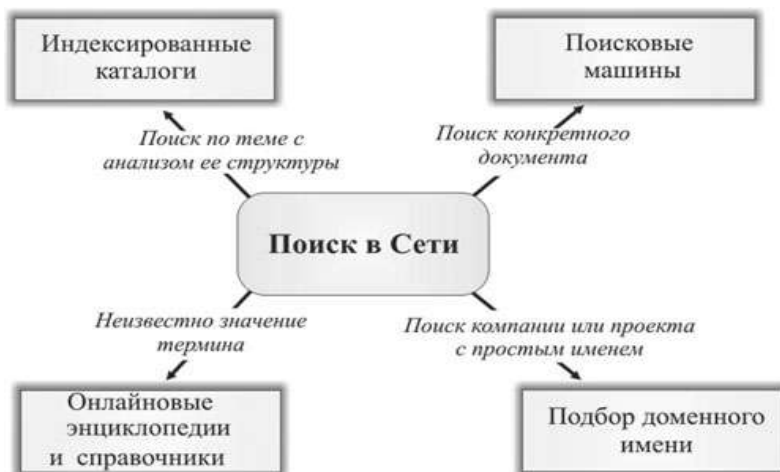 Индексированные
каталоги
Поисковые
машины
Поиск по теме с
анализом ее структуры
Поиск конкретного
документа
Поиск в Сети
Неизвестно значение
термина
Поиск компании или проекта
с простым именем
Онлайновые
энциклопедии
и справочники
Подбор доменного
имени